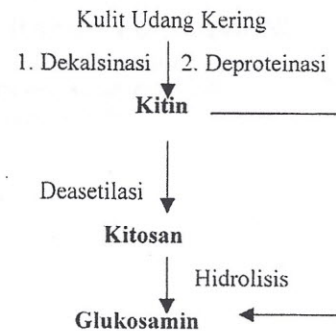 Kulit Udang Kering
1. Dekalsinasi 2. Deproteinasi
Kitin
Deasetilasi
Kitosan
Hidrolisis
Glukosamin